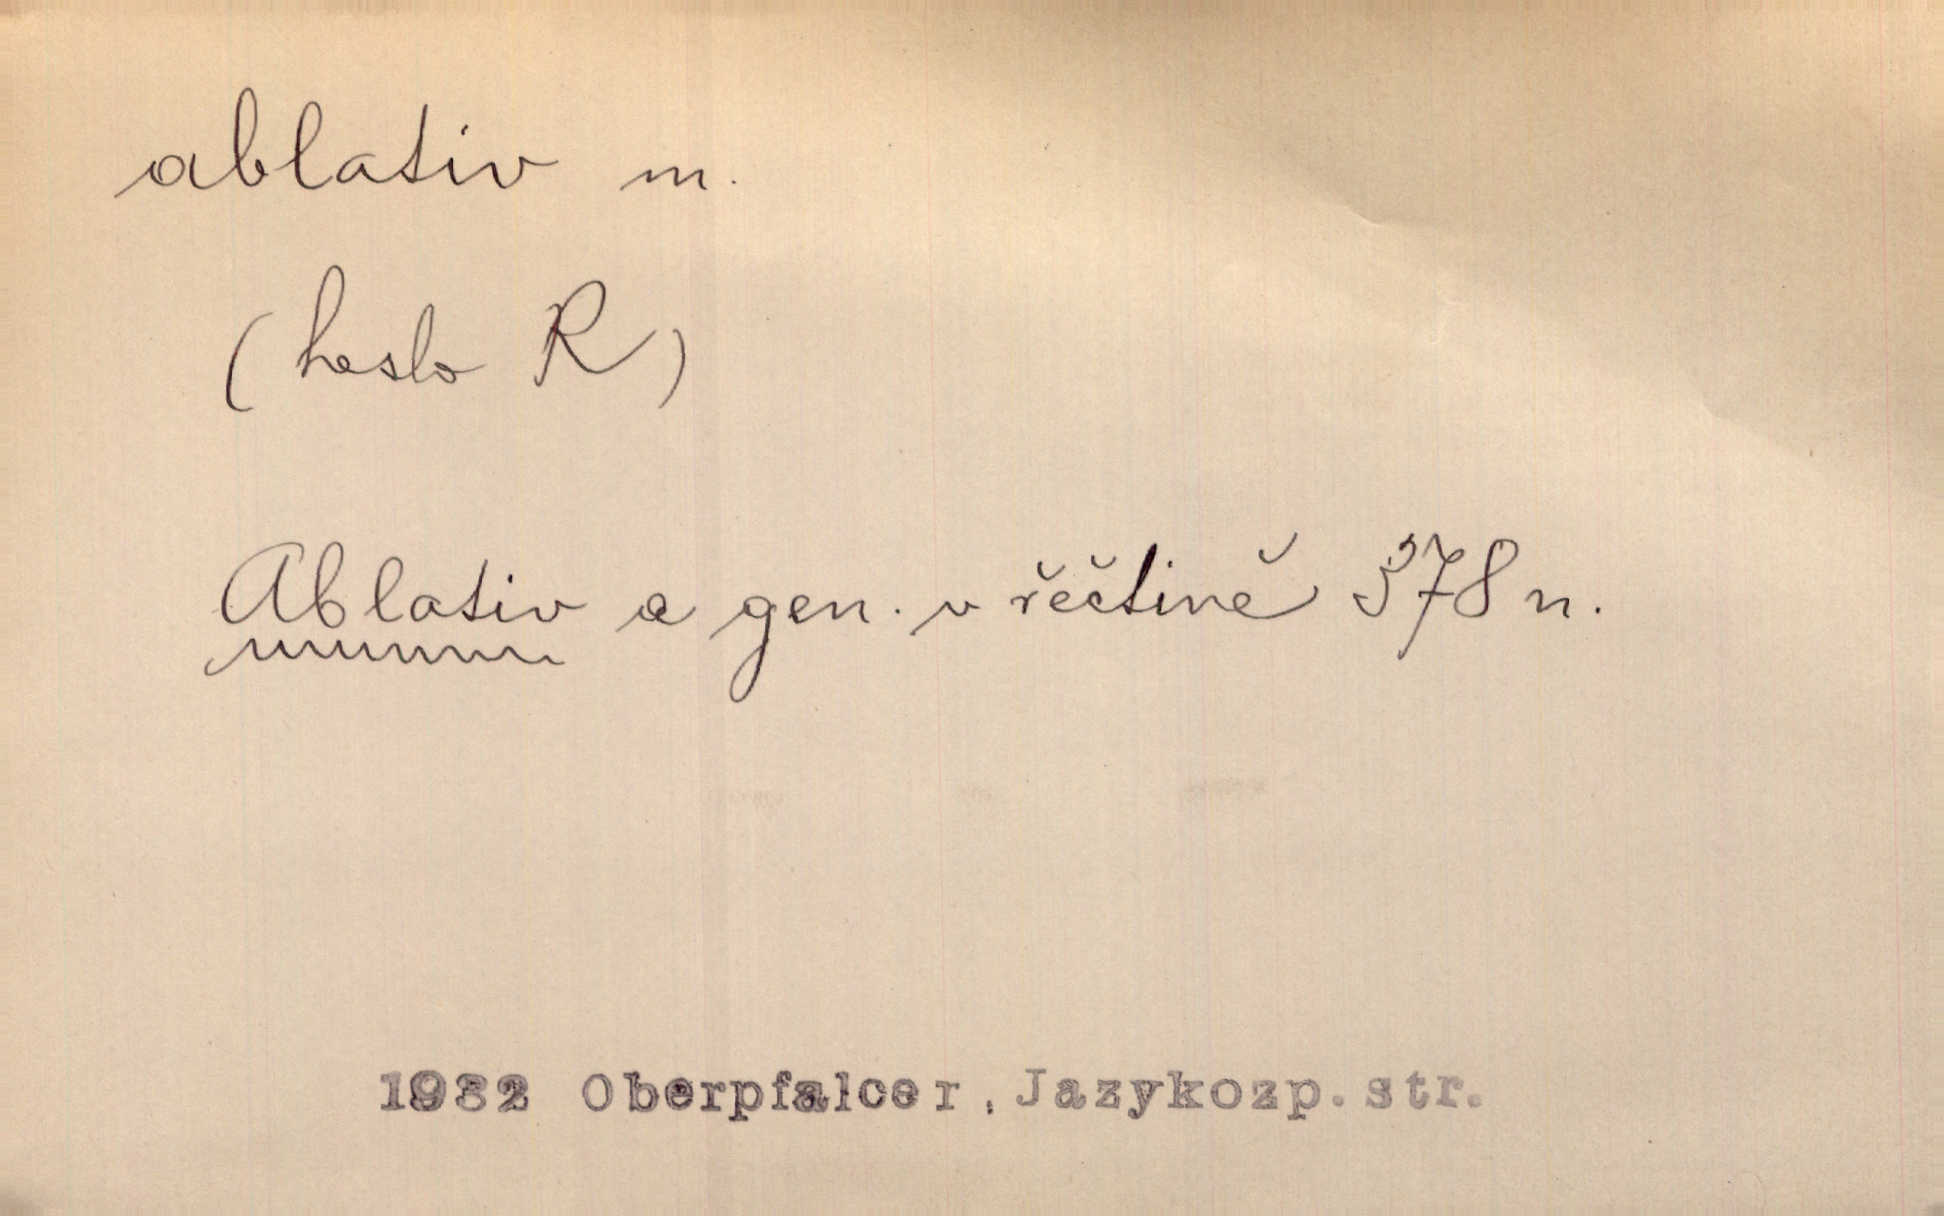 ablativ m.
(heslo R)
Ablativ a gen. v řečtině 378 n.
1932 Oberpfalcer, Jazykozp. str.